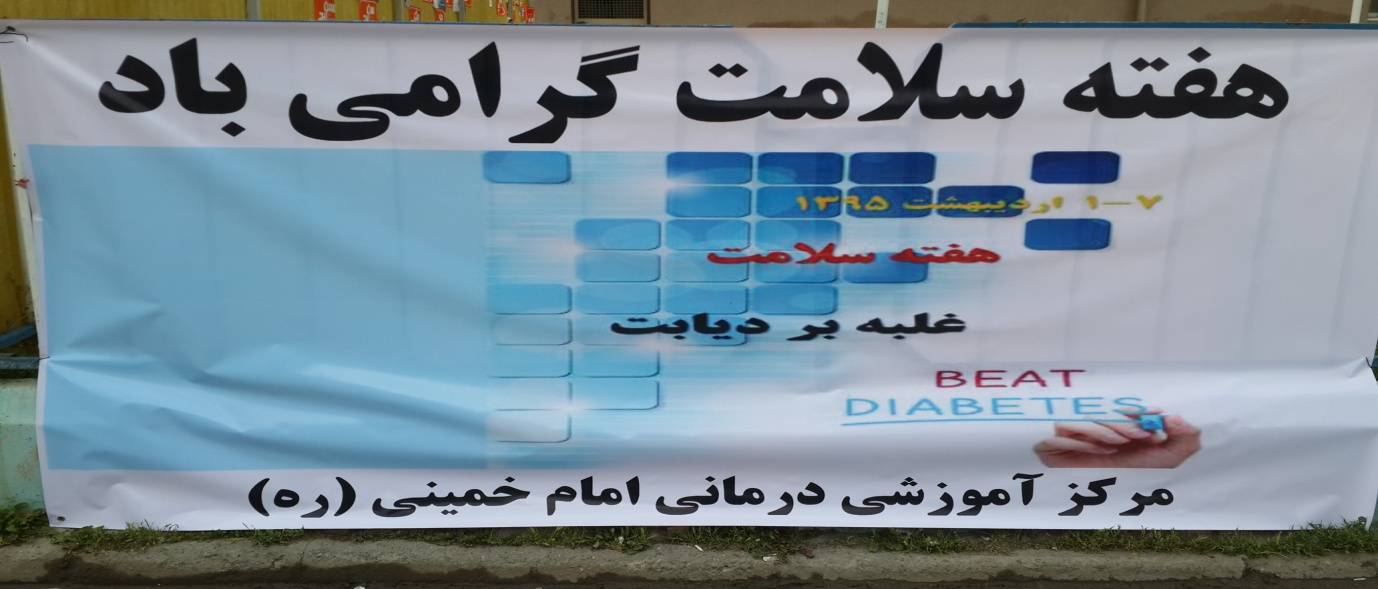 هفته سلامت گرامی باد
۱-۷ اردیبهشت ۱۳۹۵
هفته سلامت
غلبه بر دیابت
BEAT
DIABETES
مرکز آموزشی درمانی امام خمینی (ره)